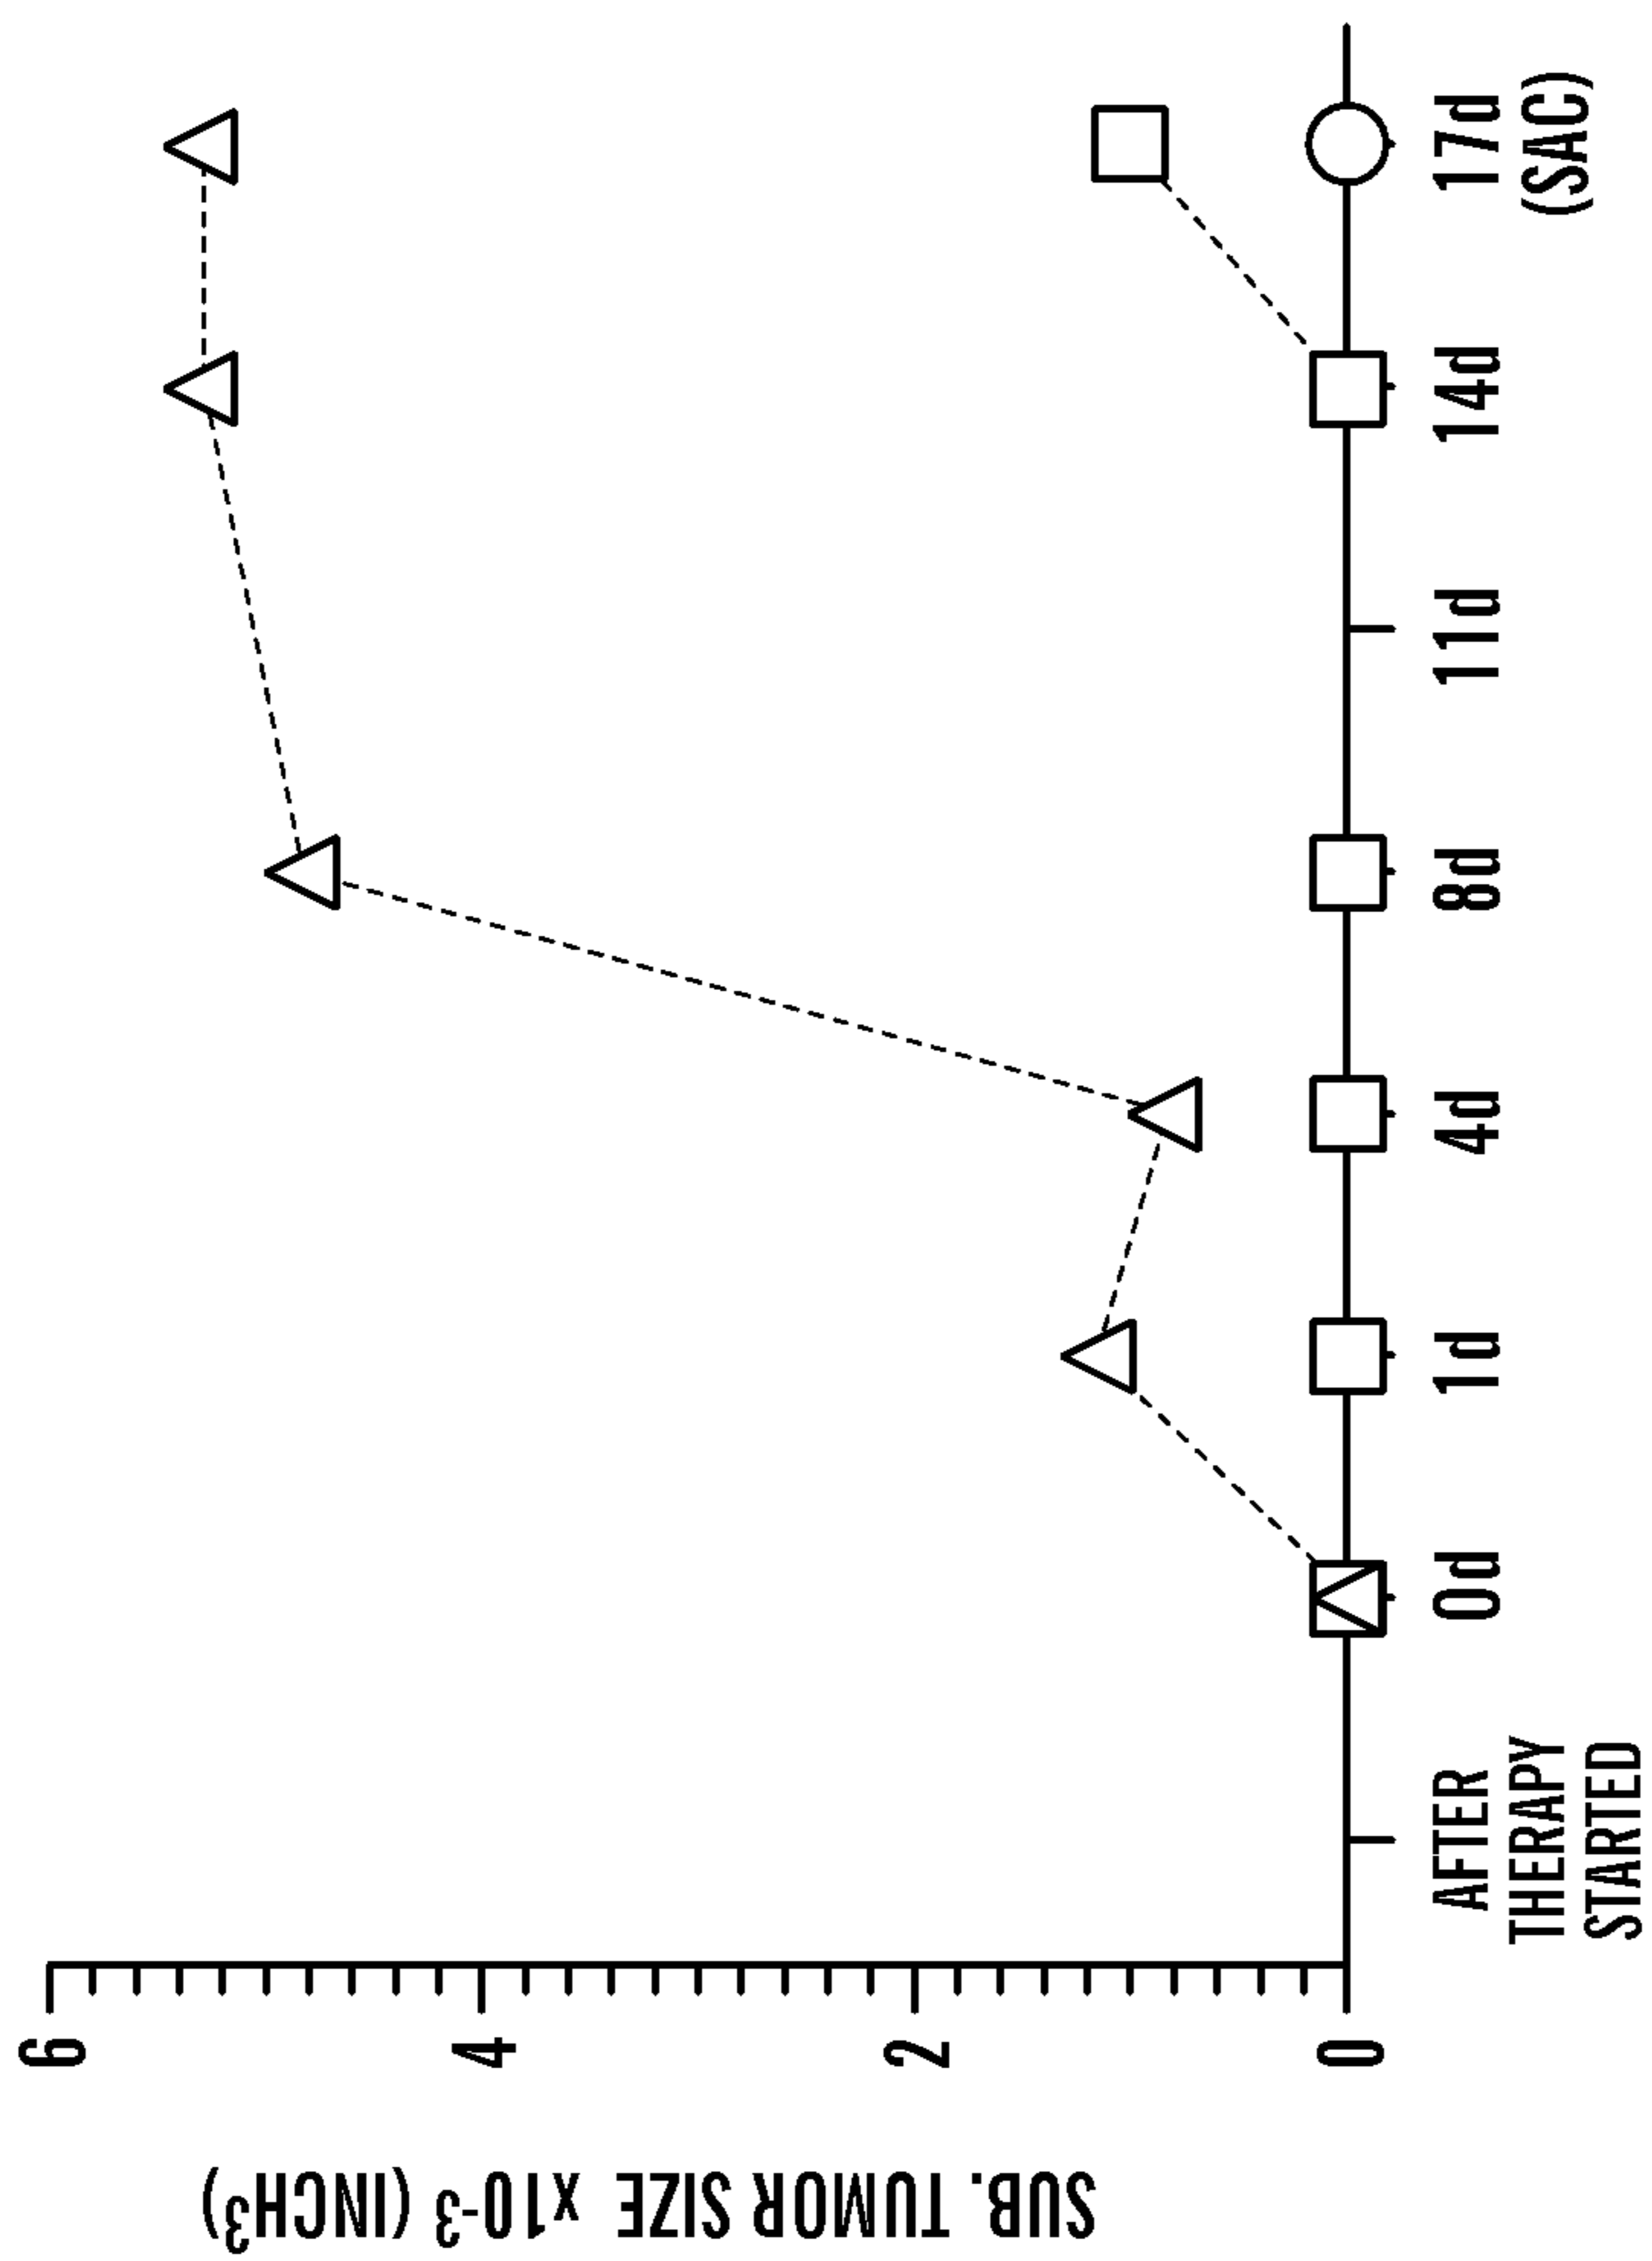 SUB. TUMOR SIZE x10-3 (INCH3)
6
4
2
0
AFTER
THERAPY
STARTED
0d
1d
4d
8d
11d
14d
17d
(SAC)